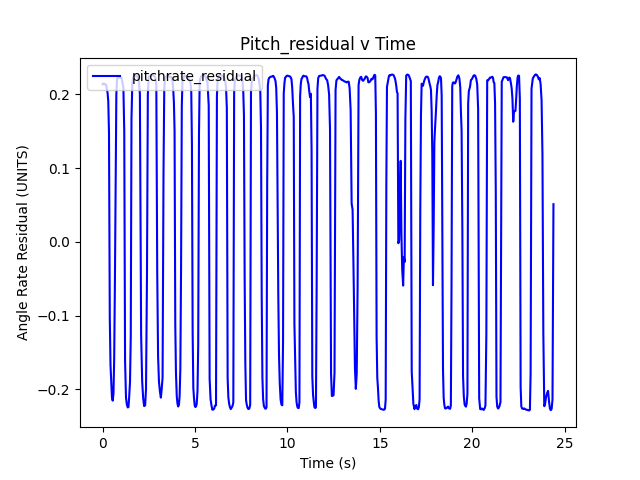 Pitch_residual v Time
pitchrate_residual
Angle Rate Residual (UNITS)
0.2
0.1
0.0
−0.1
−0.2
0 5 10 15 20 25
Time (s)